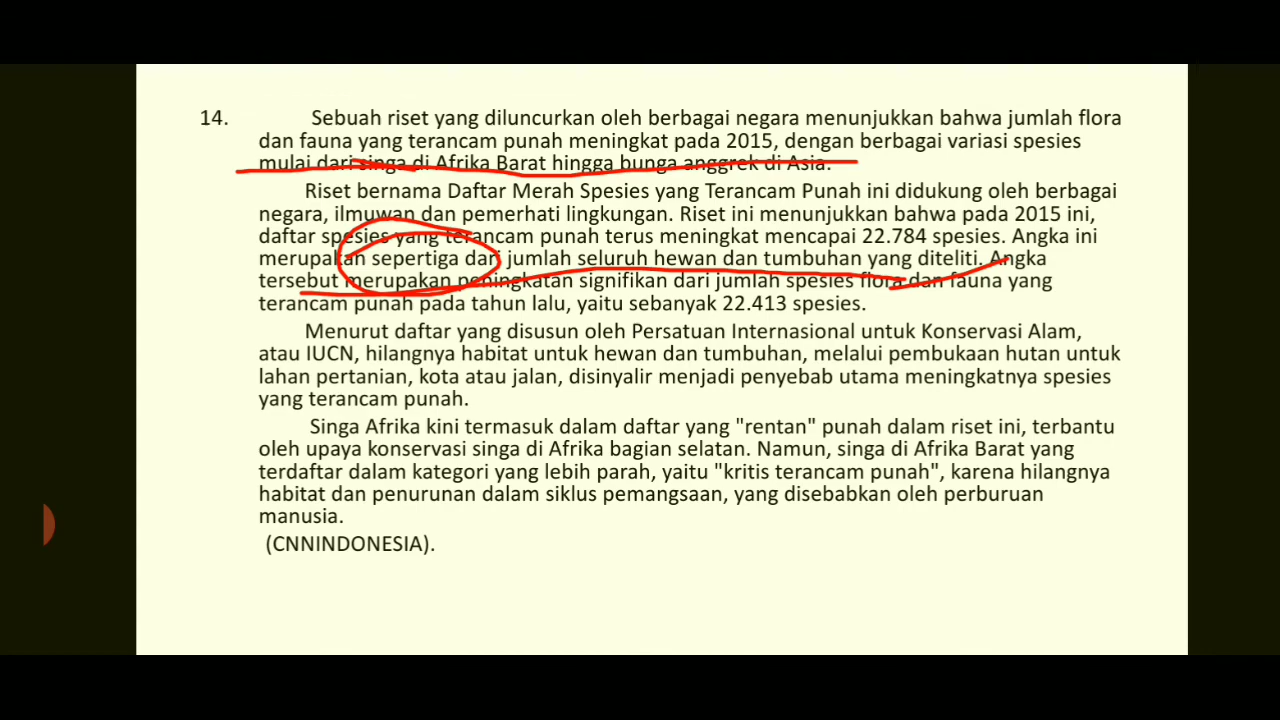 14. Sebuah riset yang diluncurkan oleh berbagai negara menunjukkan bahwa jumlah flora
dan fauna yang terancam punah meningkat pada 2015, dengan berbagai variasi spesies
mulai dari singa di Afrika Barat hingga bunga anggrek di Asia.
Riset bernama Daftar Merah Spesies yang Terancam Punah ini didukung oleh berbagai
negara, ilmuwan dan pemerhati lingkungan. Riset ini menunjukkan bahwa pada 2015 ini,
daftar spesies yang terancam punah terus meningkat mencapai 22.784 spesies. Angka ini
merupakan sepertiga dari jumlah seluruh hewan dan tumbuhan yang diteliti. Angka
tersebut merupakan peningkatan signifikan dari jumlah spesies flora dan fauna yang
terancam punah pada tahun lalu, yaitu sebanyak 22.413 spesies.
Menurut daftar yang disusun oleh Persatuan Internasional untuk Konservasi Alam,
atau IUCN, hilangnya habitat untuk hewan dan tumbuhan, melalui pembukaan hutan untuk
lahan pertanian, kota atau jalan, disinyalir menjadi penyebab utama meningkatnya spesies
yang terancam punah.
Singa Afrika kini termasuk dalam daftar yang "rentan" punah dalam riset ini, terbantu
oleh upaya konservasi singa di Afrika bagian selatan. Namun, singa di Afrika Barat yang
terdaftar dalam kategori yang lebih parah, yaitu "kritis terancam punah", karena hilangnya
habitat dan penurunan dalam siklus pemangsaan, yang disebabkan oleh perburuan
manusia.
(CNNINDONESIA).